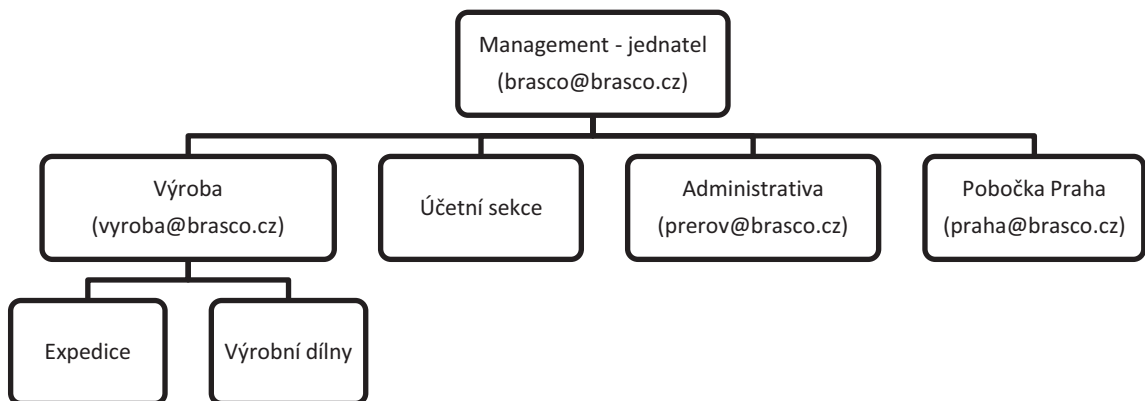 Management - jednatel
(brasco@brasco.cz)
Výroba
(vyroba@brasco.cz)
Účetní sekce
Administrativa
(prerov@brasco.cz)
Pobočka Praha
(praha@brasco.cz)
Expedice
Výrobní dílny